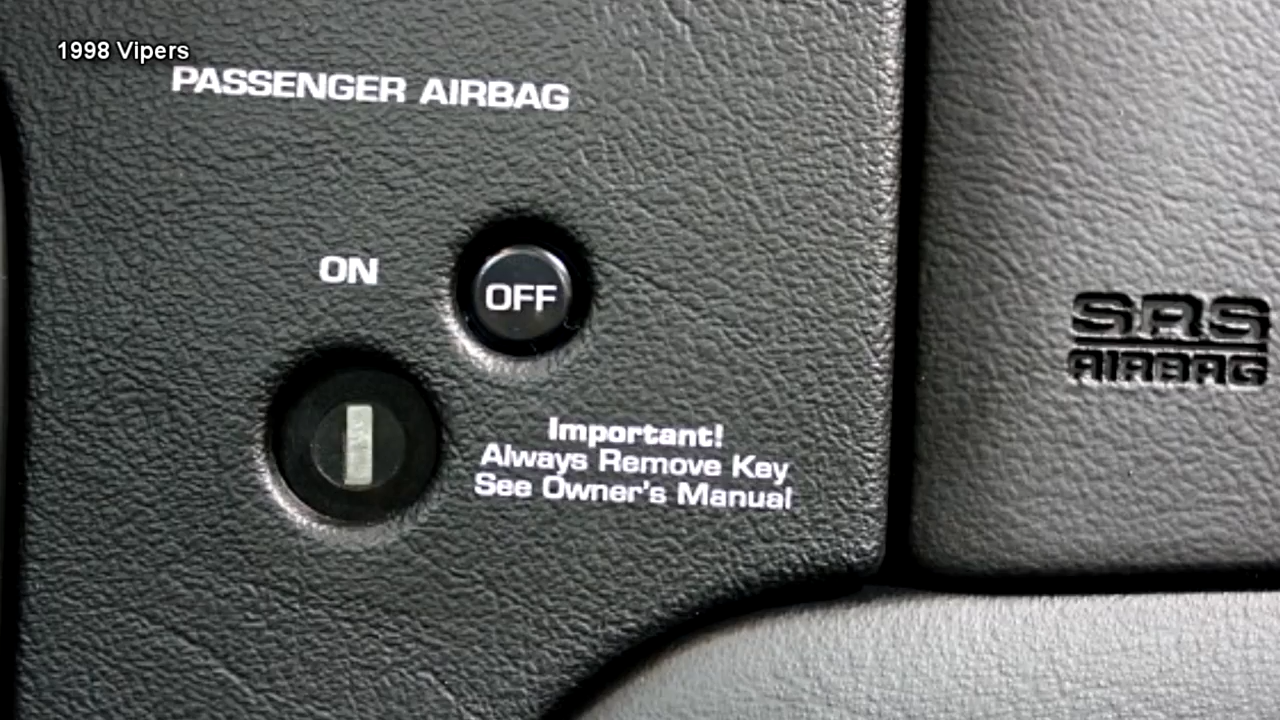 1998 Vipers
PASSENGER AIRBAG
ON
OFF
SRS
AIRBAG
Important!
Always Remove Key
See Owner's Manual